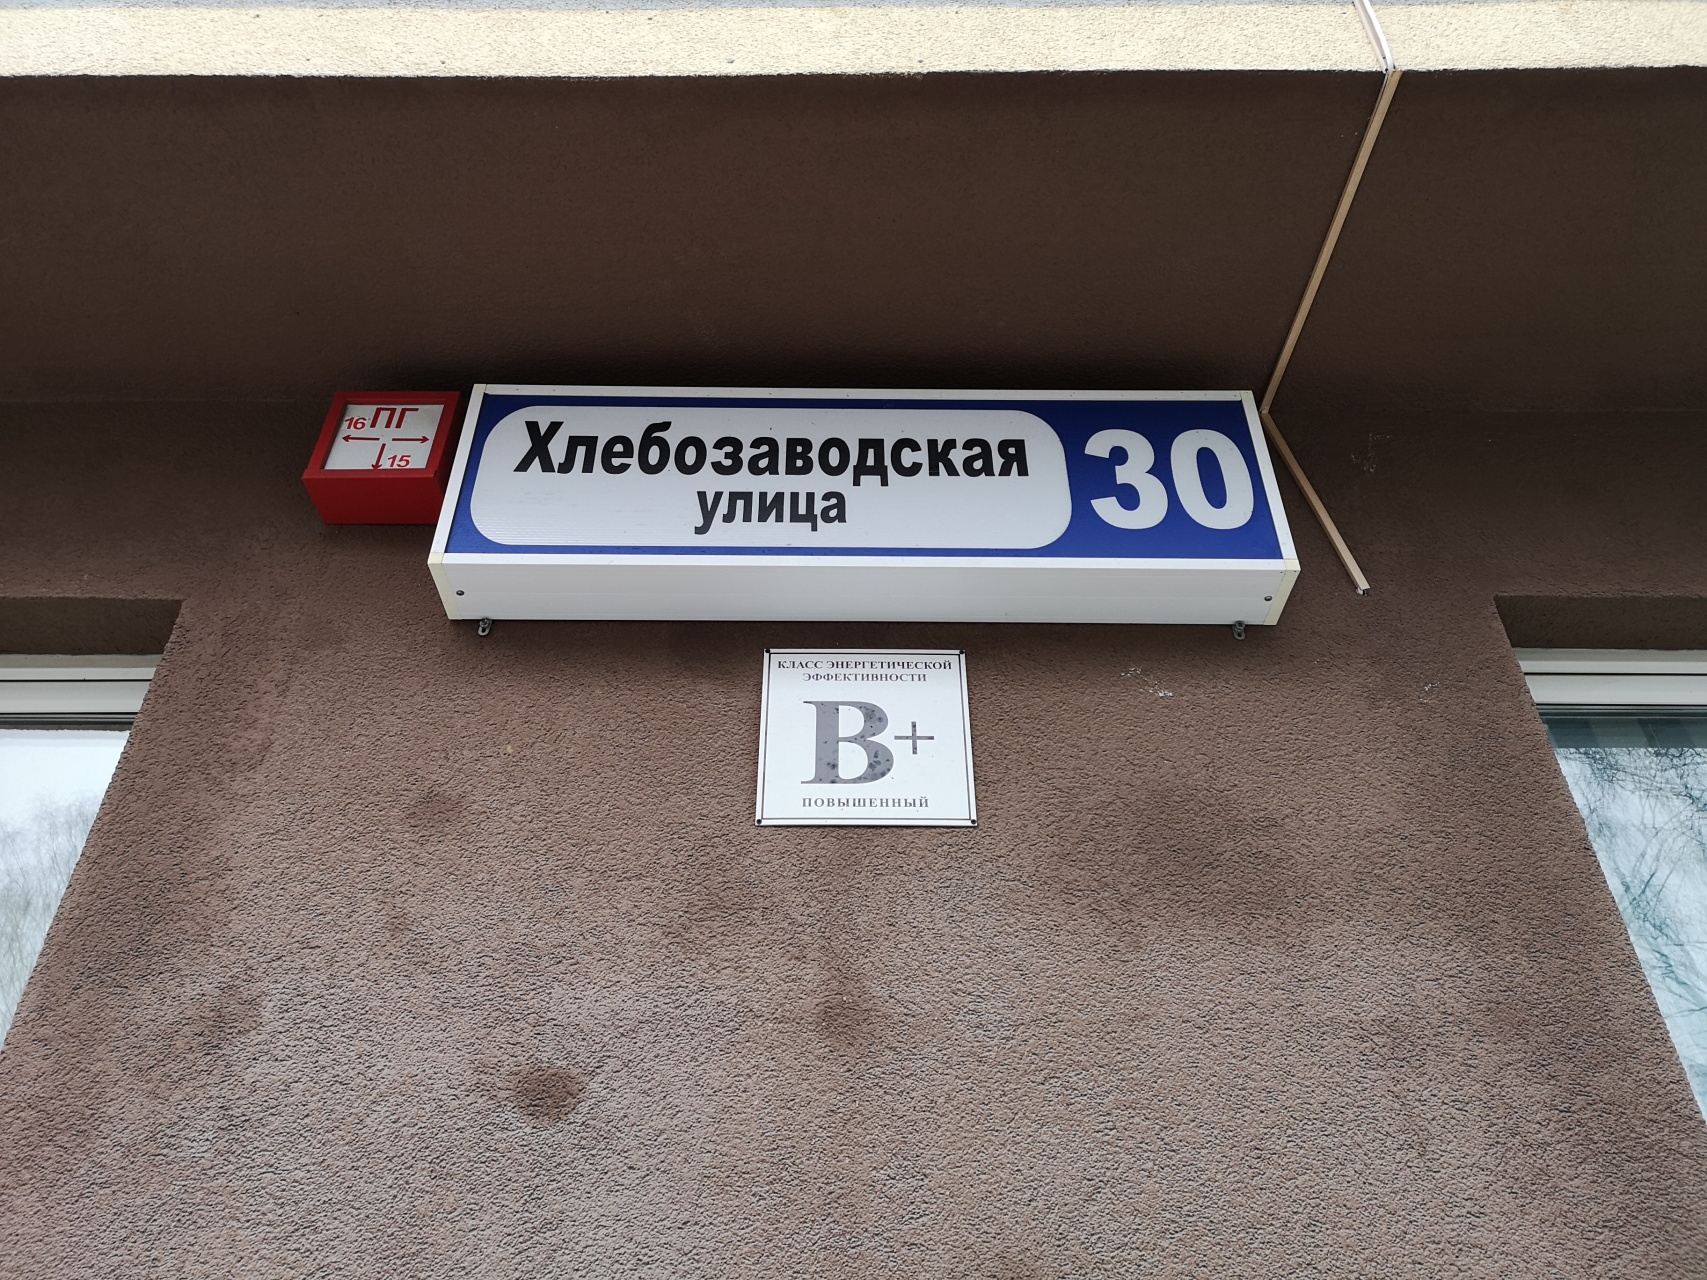 16 ПГ
15
Хлебозаводская
улица
30
КЛАСС ЭНЕРГЕТИЧЕСКОЙ
ЭФФЕКТИВНОСТИ
B+
ПОВЫШЕННЫЙ